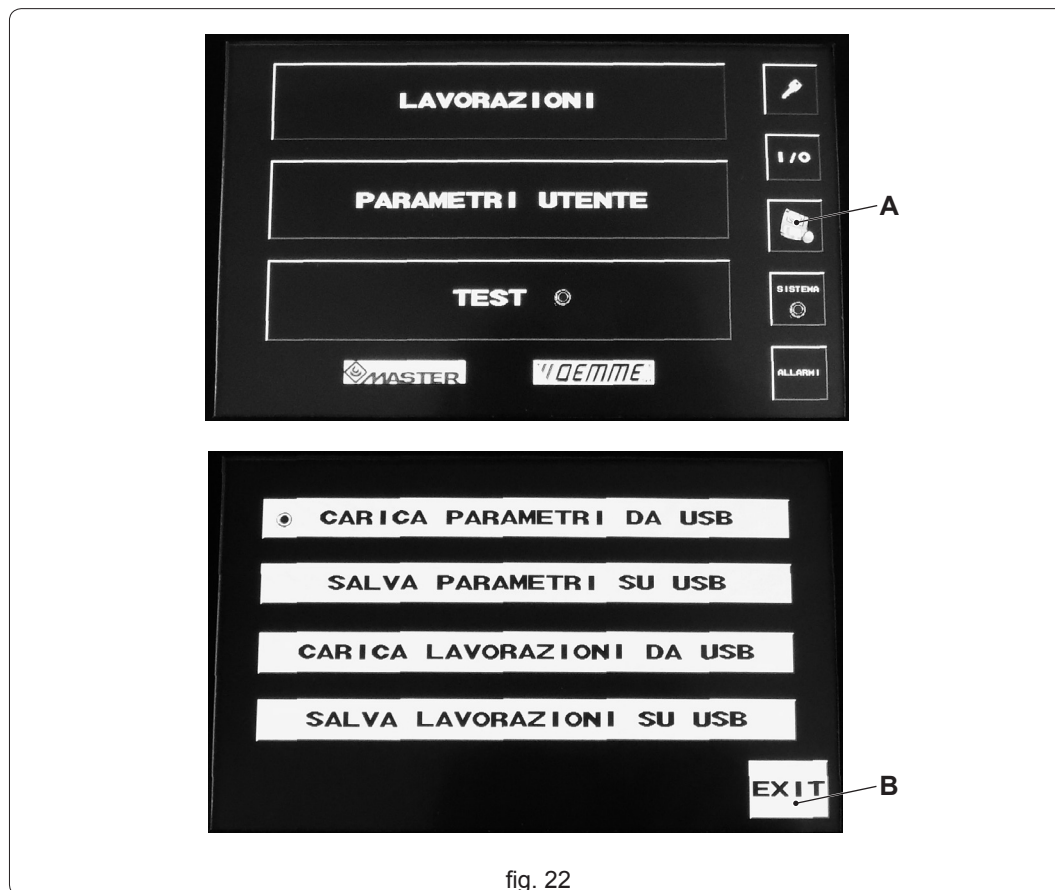 LAVORAZIONI
PARAMETRI UTENTE
TEST
MASTER
OEMME
I/O
SISTEMA
ALLARMI
A
CARICA PARAMETRI DA USB
SALVA PARAMETRI SU USB
CARICA LAVORAZIONI DA USB
SALVA LAVORAZIONI SU USB
EXIT
B
fig. 22